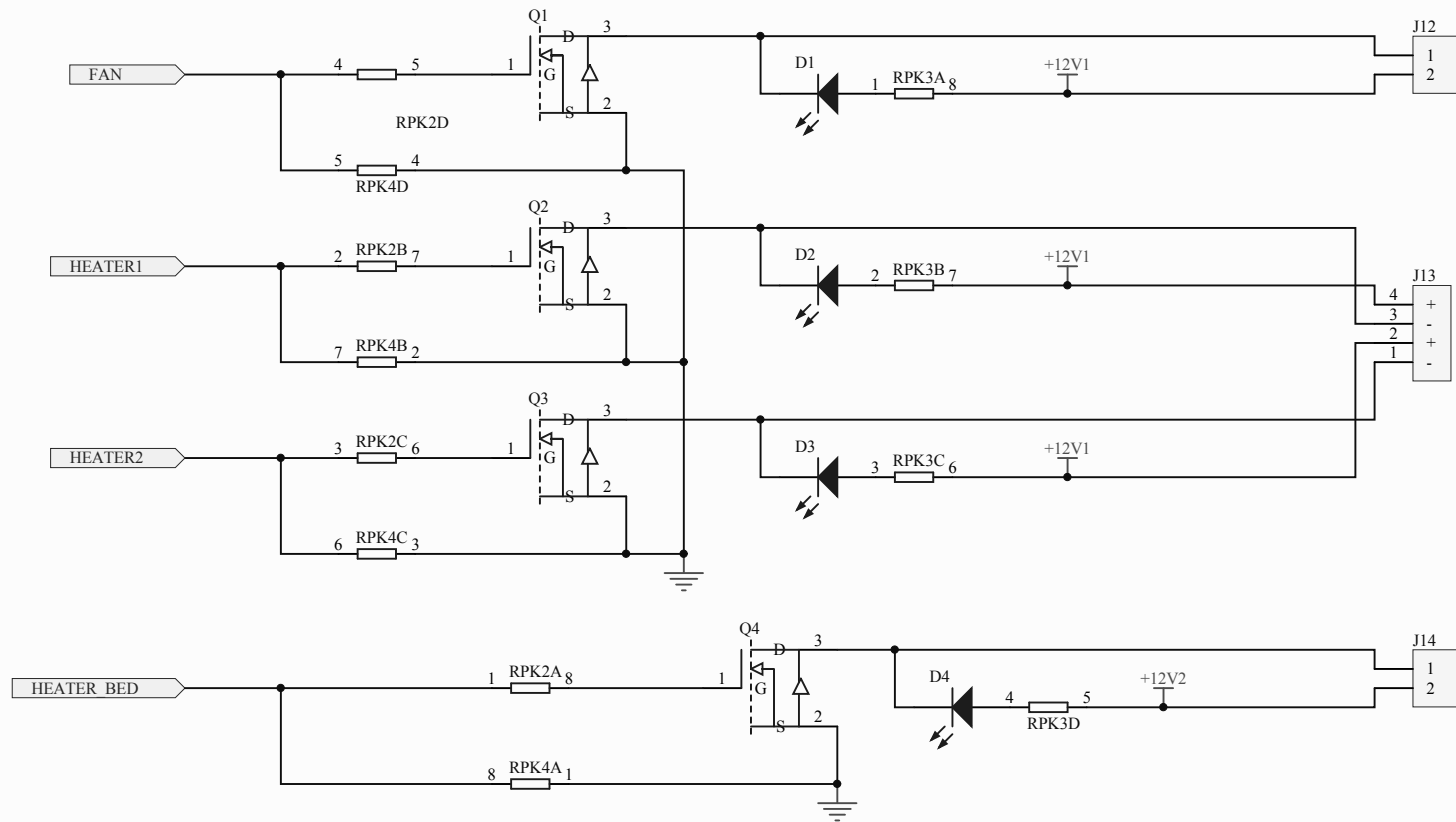 Q1
J12
D
3
FAN
4
5
1
G
D1
+12V1
1
2
1
RPK3A
8
S
2
RPK2D
5
4
RPK4D
Q2
D
3
HEATER1
2
RPK2B
7
1
G
D2
+12V1
J13
2
RPK3B
7
S
2
4
+
3
-
2
+
1
-
7
RPK4B
2
Q3
D
3
HEATER2
3
RPK2C
6
1
G
D3
+12V1
3
RPK3C
6
S
2
6
RPK4C
3
Q4
J14
D
3
HEATER_BED
1
RPK2A
8
1
G
D4
+12V2
1
2
4
5
RPK3D
S
2
8
RPK4A
1